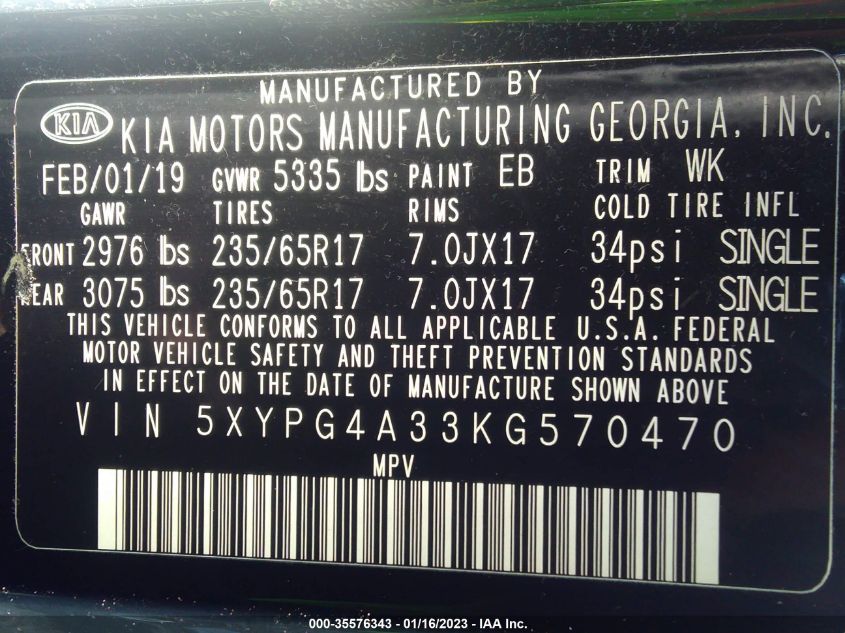 MANUFACTURED BY
KIA KIA MOTORS MANUFACTURING GEORGIA, INC.
FEB/01/19 GVWR 5335 lbs PAINT EB TRIM WK
GAWR TIRES RIMS COLD TIRE INFL
FRONT 2976 lbs 235/65R17 7.0JX17 34psi SINGLE
REAR 3075 lbs 235/65R17 7.0JX17 34psi SINGLE
THIS VEHICLE CONFORMS TO ALL APPLICABLE U.S.A. FEDERAL
MOTOR VEHICLE SAFETY AND THEFT PREVENTION STANDARDS
IN EFFECT ON THE DATE OF MANUFACTURE SHOWN ABOVE
VIN 5XYPG4A33KG570470
MPV
000-35576343 - 01/16/2023 - IAA Inc.